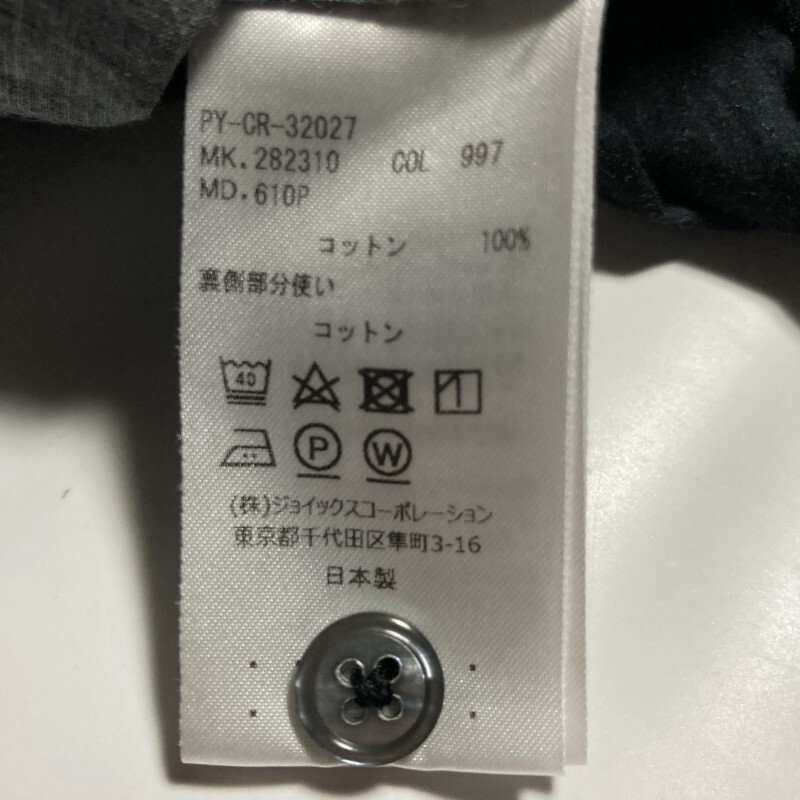 PY-CR-32027
MK.282310 COL 997
MD.610P
コットン 100%
裏側部分使い
コットン
40
P W
(株)ジョイックスコーポレーション
東京都千代田区隼町3-16
日本製